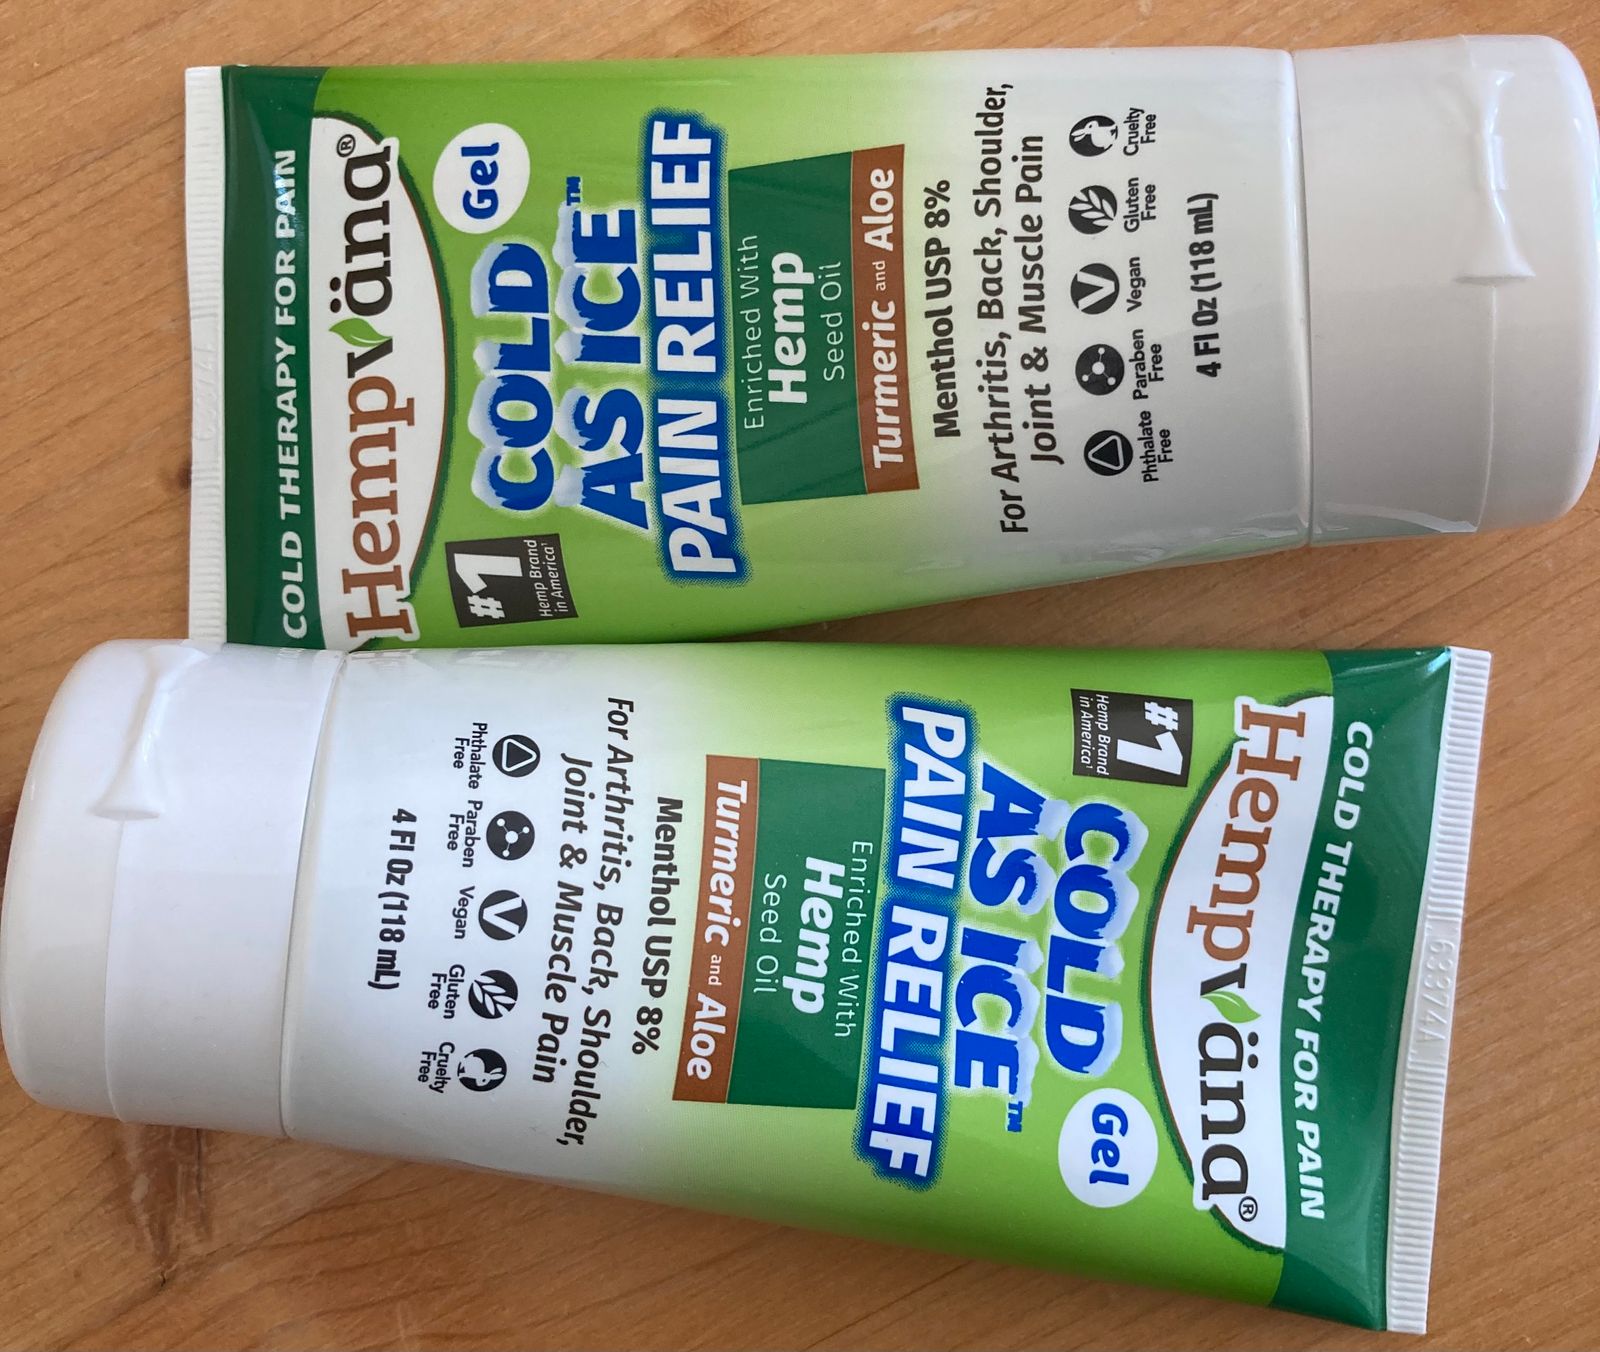 COLD THERAPY FOR PAIN
Hempväna®
#1
Hemp Brand
in America¹
Gel
COLD
AS ICE™
PAIN RELIEF
Enriched With
Hemp
Seed Oil
Turmeric and Aloe
Menthol USP 8%
For Arthritis, Back, Shoulder,
Joint & Muscle Pain
Phthalate Free
Paraben Free
Vegan
Gluten Free
Cruelty Free
4 Fl Oz (118 mL)
COLD THERAPY FOR PAIN
Hempväna®
#1
Hemp Brand
in America¹
COLD
AS ICE™
Gel
PAIN RELIEF
Enriched With
Hemp
Seed Oil
Turmeric and Aloe
Menthol USP 8%
For Arthritis, Back, Shoulder,
Joint & Muscle Pain
Phthalate Free
Paraben Free
Vegan
Gluten Free
Cruelty Free
4 Fl Oz (118 mL)